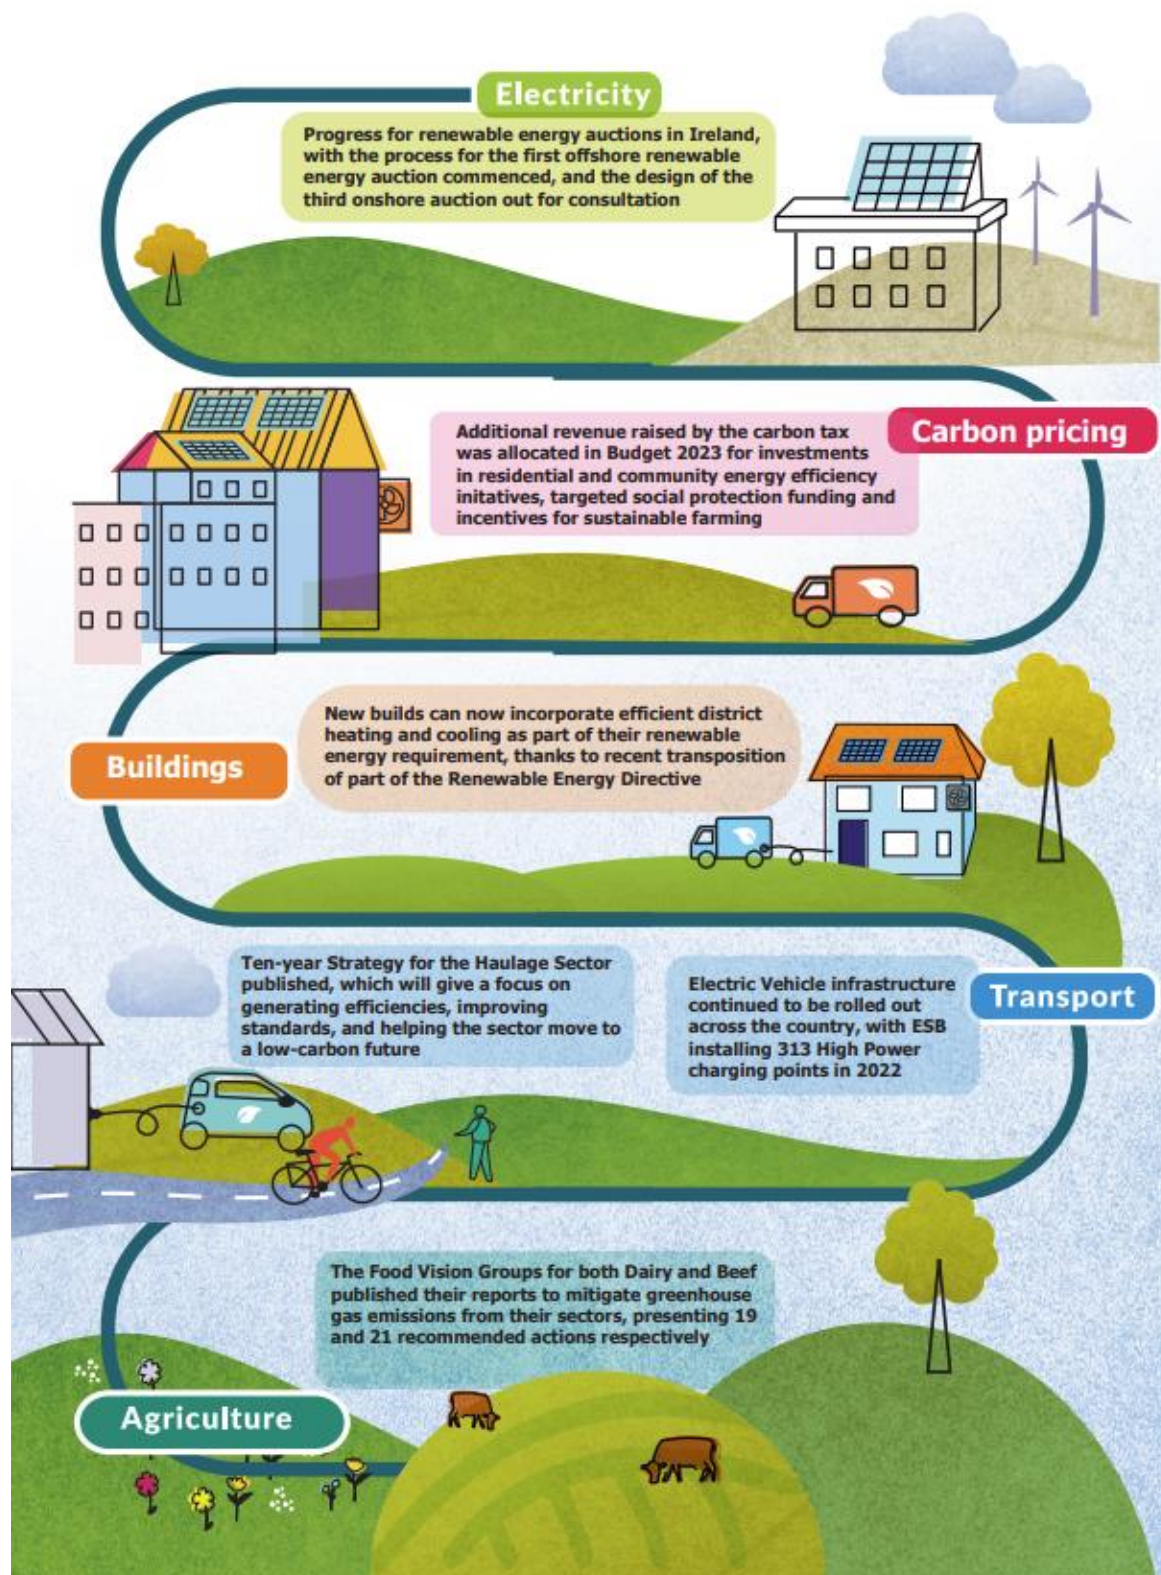 Electricity
Progress for renewable energy auctions in Ireland,
with the process for the first offshore renewable
energy auction commenced, and the design of the
third onshore auction out for consultation
Carbon pricing
Additional revenue raised by the carbon tax
was allocated in Budget 2023 for investments
in residential and community energy efficiency
initatives, targeted social protection funding and
incentives for sustainable farming
Buildings
New builds can now incorporate efficient district
heating and cooling as part of their renewable
energy requirement, thanks to recent transposition
of part of the Renewable Energy Directive
Transport
Ten-year Strategy for the Haulage Sector
published, which will give a focus on
generating efficiencies, improving
standards, and helping the sector move to
a low-carbon future
Electric Vehicle infrastructure
continued to be rolled out
across the country, with ESB
installing 313 High Power
charging points in 2022
The Food Vision Groups for both Dairy and Beef
published their reports to mitigate greenhouse
gas emissions from their sectors, presenting 19
and 21 recommended actions respectively
Agriculture